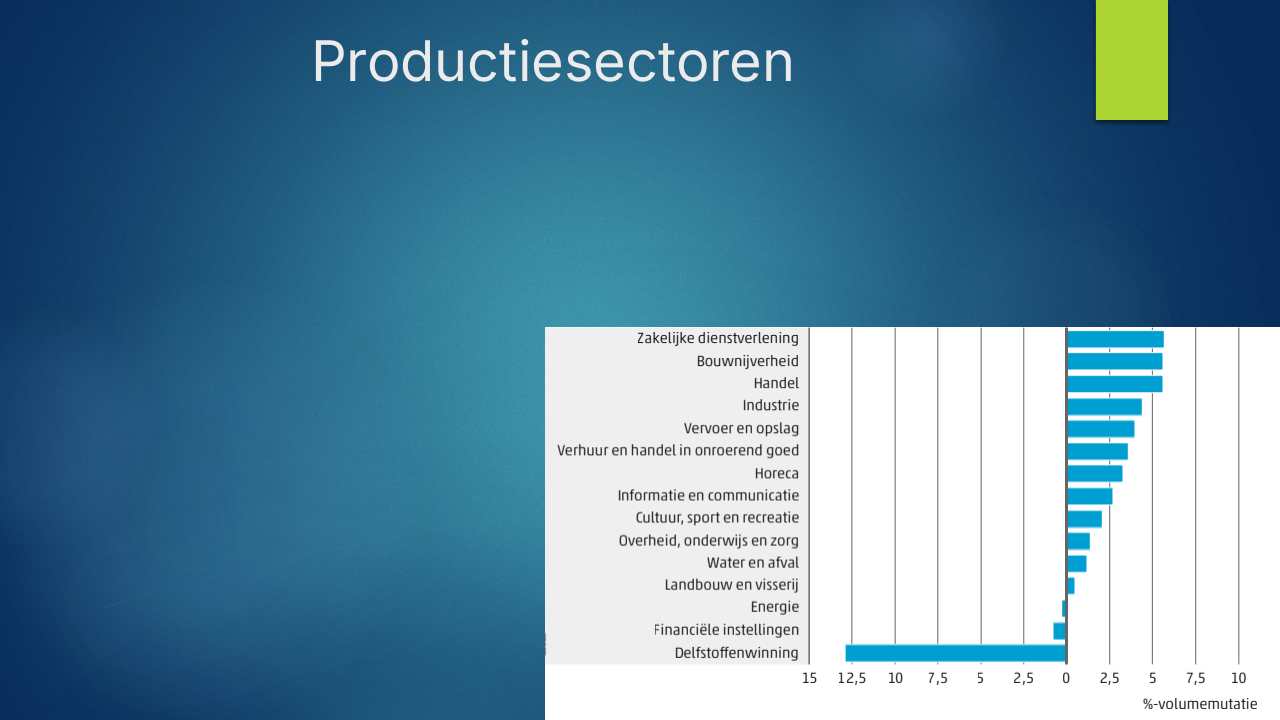 Productiesectoren
Zakelijke dienstverlening
Bouwnijverheid
Handel
Industrie
Vervoer en opslag
Verhuur en handel in onroerend goed
Horeca
Informatie en communicatie
Cultuur, sport en recreatie
Overheid, onderwijs en zorg
Water en afval
Landbouw en visserij
Energie
Financiële instellingen
Delfstoffenwinning
15 12,5 10 7,5 5 2,5 0 2,5 5 7,5 10
%-volumemutatie